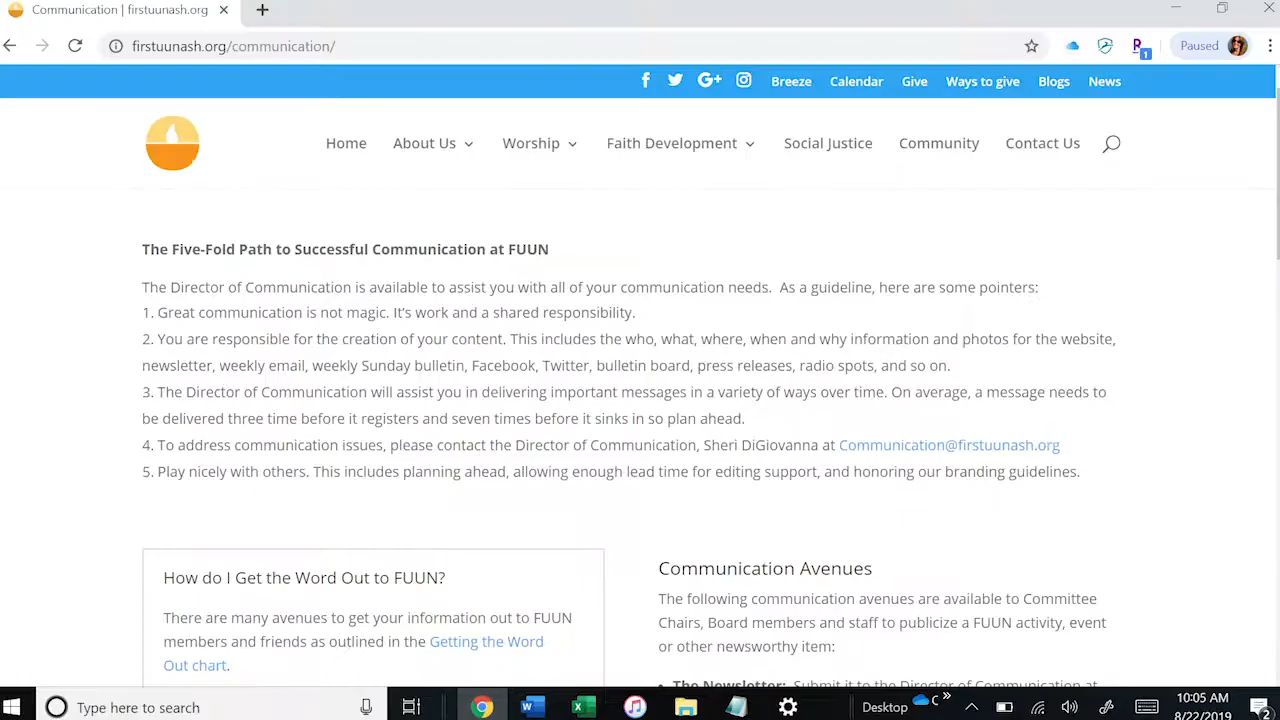 Communication | firstuunash.org
firstuunash.org/communication/
R
1
Paused
G+
Breeze
Calendar
Give
Ways to give
Blogs
News
Home
About Us
Worship
Faith Development
Social Justice
Community
Contact Us
The Five-Fold Path to Successful Communication at FUUN
The Director of Communication is available to assist you with all of your communication needs. As a guideline, here are some pointers:
1. Great communication is not magic. It's work and a shared responsibility.
2. You are responsible for the creation of your content. This includes the who, what, where, when and why information and photos for the website,
newsletter, weekly email, weekly Sunday bulletin, Facebook, Twitter, bulletin board, press releases, radio spots, and so on.
3. The Director of Communication will assist you in delivering important messages in a variety of ways over time. On average, a message needs to
be delivered three time before it registers and seven times before it sinks in so plan ahead.
4. To address communication issues, please contact the Director of Communication, Sheri DiGiovanna at Communication@firstuunash.org
5. Play nicely with others. This includes planning ahead, allowing enough lead time for editing support, and honoring our branding guidelines.
How do I Get the Word Out to FUUN?
There are many avenues to get your information out to FUUN
members and friends as outlined in the Getting the Word
Out chart.
Communication Avenues
The following communication avenues are available to Committee
Chairs, Board members and staff to publicize a FUUN activity, event
or other newsworthy item:
The Newsletter: Submit it to the Director of Communication at
Type here to search
Desktop
C
10:05 AM
8/22/2019
2